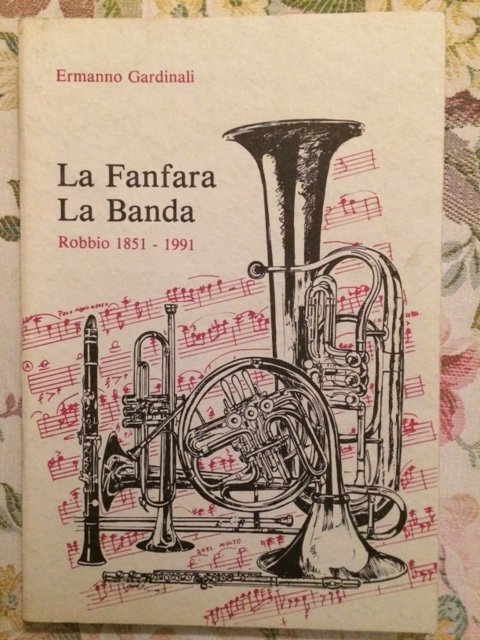 Ermanno Gardinali
La Fanfara
La Banda
Robbio 1851 - 1991